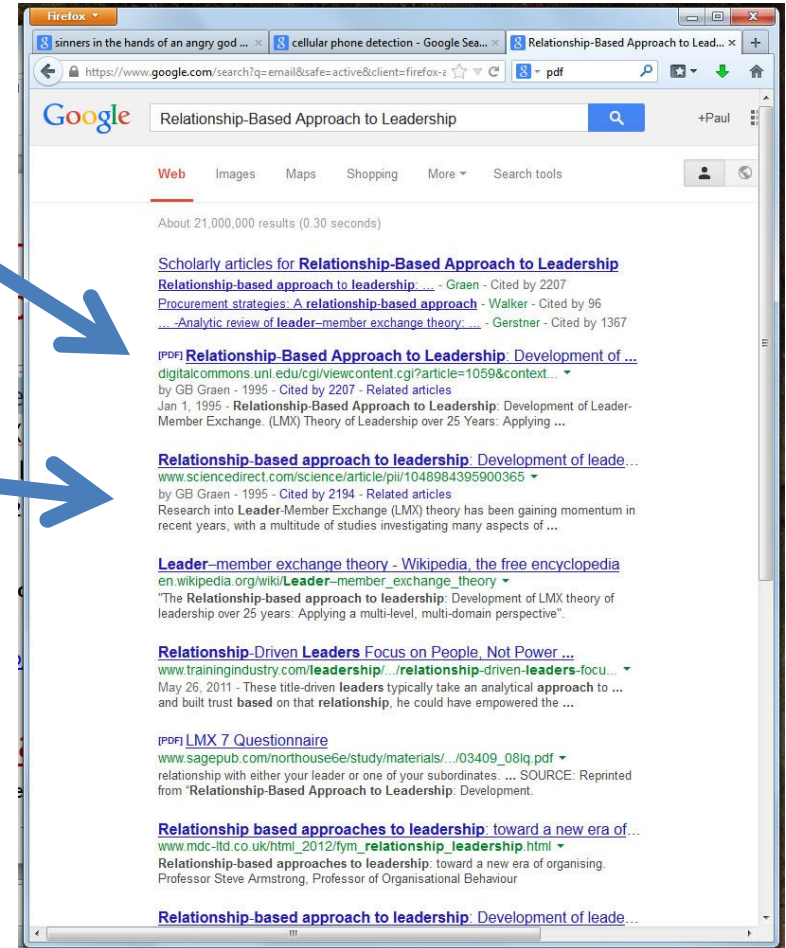 Firefox
sinners in the hands of an angry god ... × cellular phone detection - Google Sea... × Relationship-Based Approach to Lead... × +
https://www.google.com/search?q=email&safe=active&client=firefox-a pdf
Google Relationship-Based Approach to Leadership +Paul
Web Images Maps Shopping More Search tools
About 21,000,000 results (0.30 seconds)
Scholarly articles for Relationship-Based Approach to Leadership
Relationship-based approach to leadership: ... - Graen - Cited by 2207
Procurement strategies: A relationship-based approach - Walker - Cited by 96
... -Analytic review of leader–member exchange theory: ... - Gerstner - Cited by 1367
[PDF] Relationship-Based Approach to Leadership: Development of ...
digitalcommons.unl.edu/cgi/viewcontent.cgi?article=1059&context...
by GB Graen - 1995 - Cited by 2207 - Related articles
Jan 1, 1995 - Relationship-Based Approach to Leadership: Development of Leader-
Member Exchange. (LMX) Theory of Leadership over 25 Years: Applying ...
Relationship-based approach to leadership: Development of leade...
www.sciencedirect.com/science/article/pii/1048984395900365
by GB Graen - 1995 - Cited by 2194 - Related articles
Research into Leader-Member Exchange (LMX) theory has been gaining momentum in
recent years, with a multitude of studies investigating many aspects of ...
Leader–member exchange theory - Wikipedia, the free encyclopedia
en.wikipedia.org/wiki/Leader–member_exchange_theory
"The Relationship-based approach to leadership: Development of LMX theory of
leadership over 25 years: Applying a multi-level, multi-domain perspective".
Relationship-Driven Leaders Focus on People, Not Power ...
www.trainingindustry.com/leadership/.../relationship-driven-leaders-focu...
May 26, 2011 - These title-driven leaders typically take an analytical approach to ...
and built trust based on that relationship, he could have empowered the ...
[PDF] LMX 7 Questionnaire
www.sagepub.com/northouse6e/study/materials/.../03409_08lq.pdf
relationship with either your leader or one of your subordinates. ... SOURCE: Reprinted
from "Relationship-Based Approach to Leadership: Development.
Relationship based approaches to leadership: toward a new era of...
www.mdc-ltd.co.uk/html_2012/fym_relationship_leadership.html
Relationship-based approaches to leadership: toward a new era of organising.
Professor Steve Armstrong, Professor of Organisational Behaviour
Relationship-based approach to leadership: Development of leade...